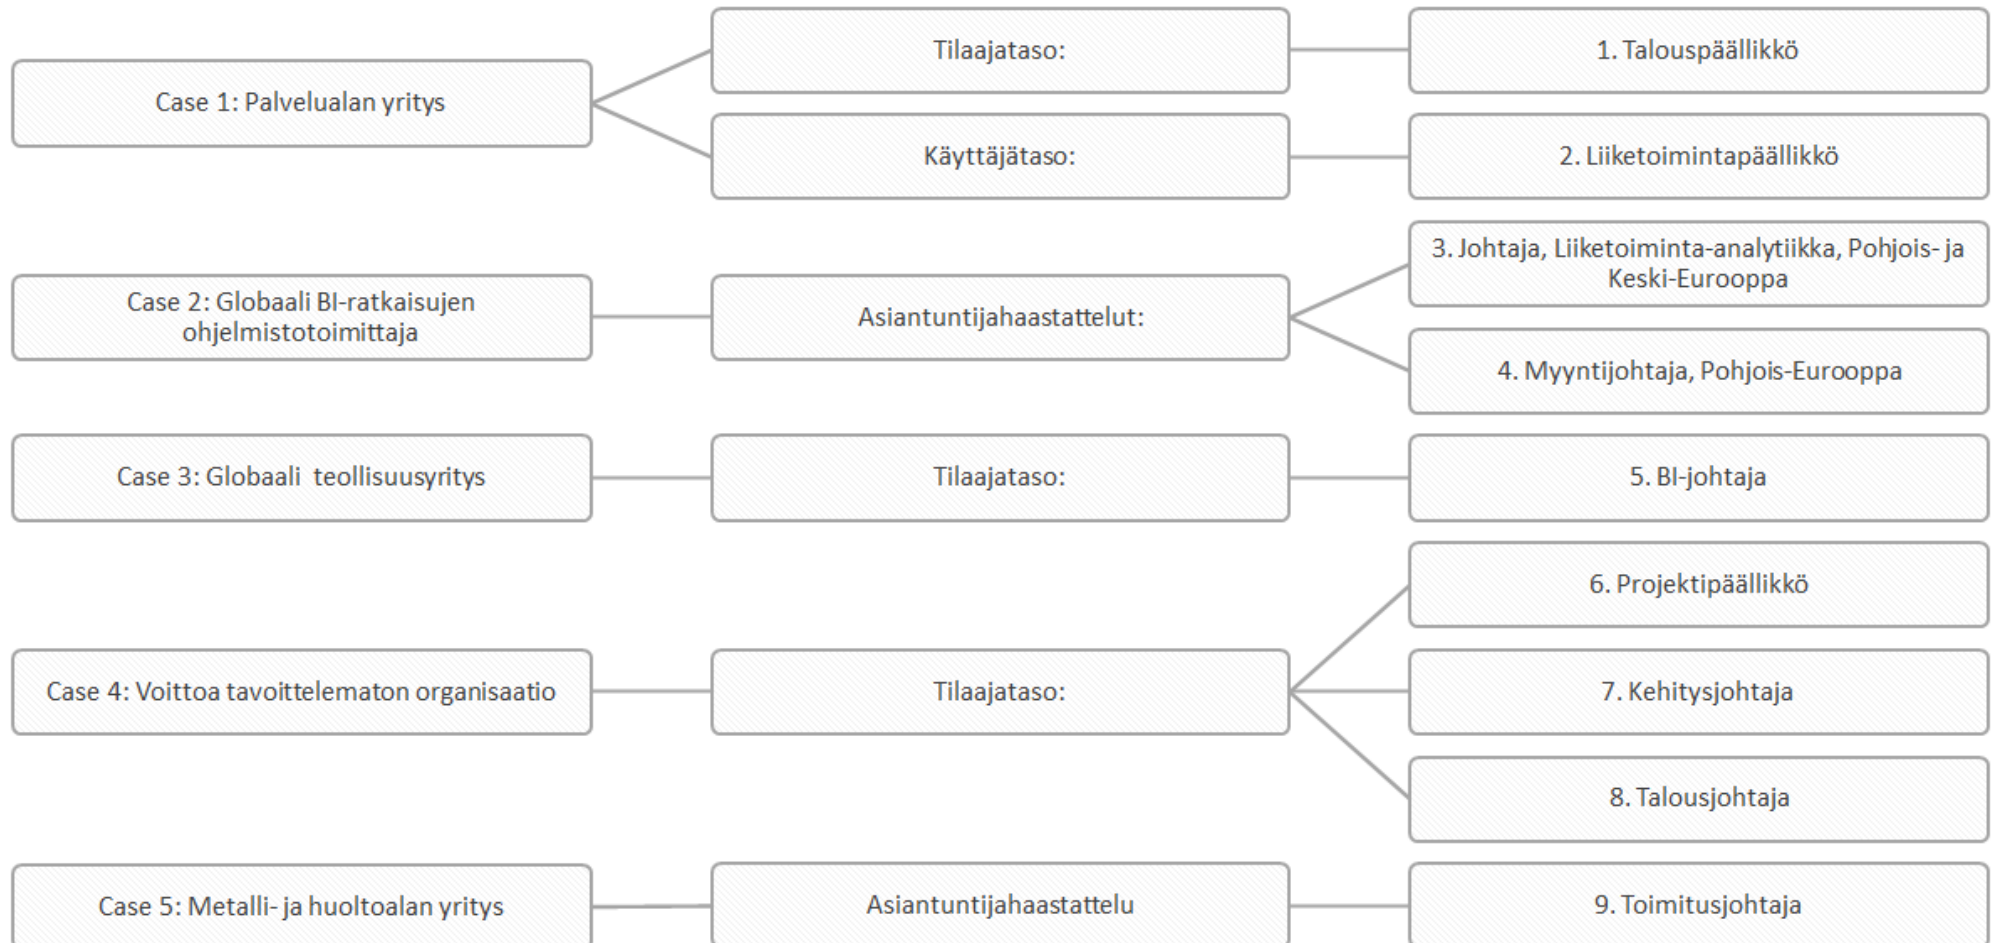 Case 1: Palvelualan yritys
Tilaajataso:
1. Talouspäällikkö
Käyttäjätaso:
2. Liiketoimintapäällikkö
Case 2: Globaali BI-ratkaisujen
ohjelmistotoimittaja
Asiantuntijahaastattelut:
3. Johtaja, Liiketoiminta-analytiikka, Pohjois- ja
Keski-Eurooppa
4. Myyntijohtaja, Pohjois-Eurooppa
Case 3: Globaali teollisuusyritys
Tilaajataso:
5. BI-johtaja
Case 4: Voittoa tavoittelematon organisaatio
Tilaajataso:
6. Projektipäällikkö
7. Kehitysjohtaja
8. Talousjohtaja
Case 5: Metalli- ja huoltoalan yritys
Asiantuntijahaastattelu
9. Toimitusjohtaja